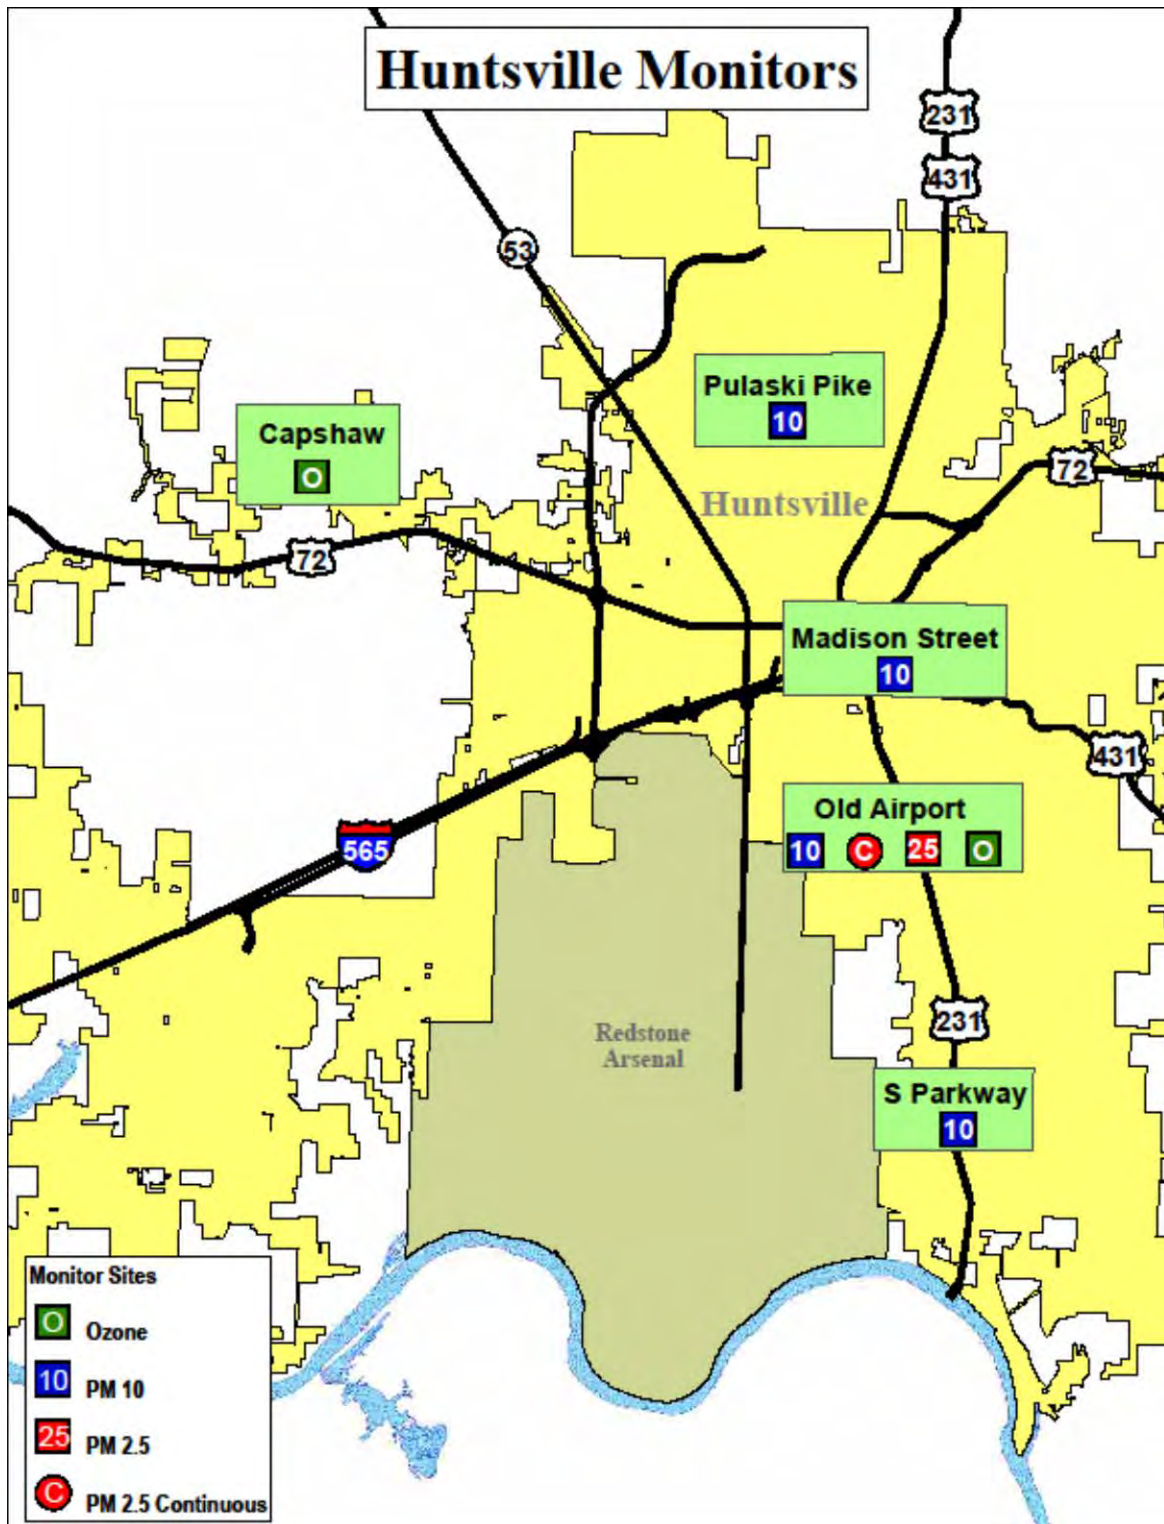 Huntsville Monitors
231
431
53
Pulaski Pike
10
Capshaw
O
72
Huntsville
72
Madison Street
10
431
Old Airport
10 C 25 O
565
231
Redstone
Arsenal
S Parkway
10
Monitor Sites
O Ozone
10 PM 10
25 PM 2.5
C PM 2.5 Continuous